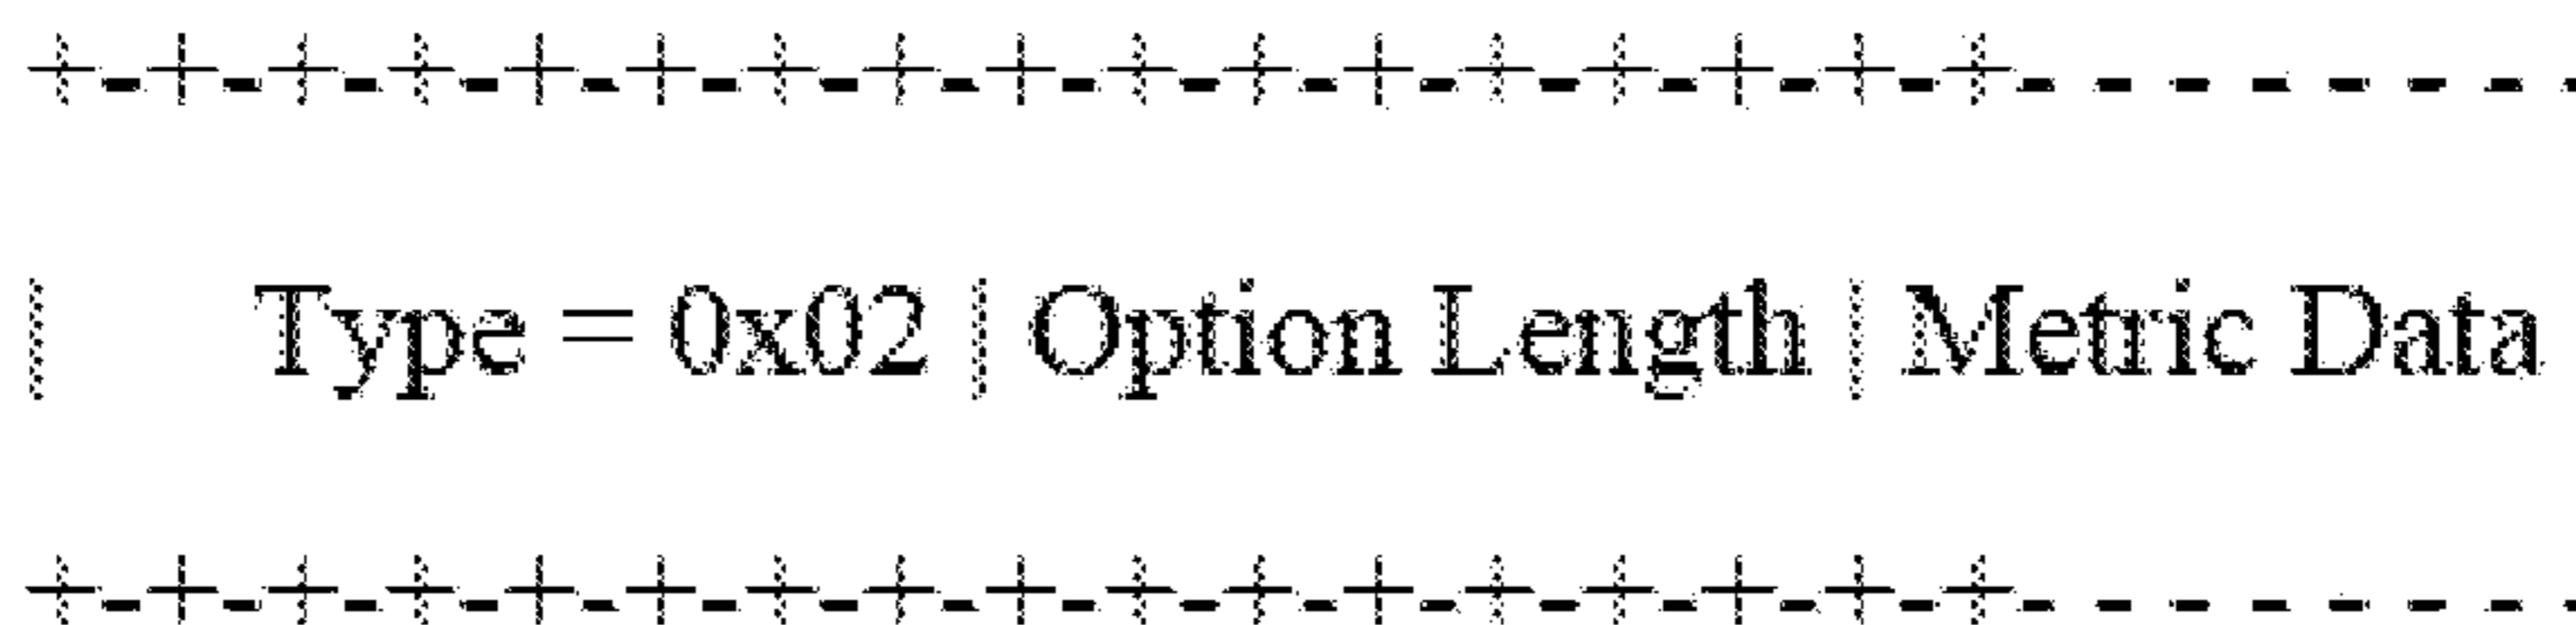 +-+-+-+-+-+-+-+-+-+-+-+-+-+-+-+-+- - - - - - - -
| Type = 0x02 | Option Length | Metric Data
+-+-+-+-+-+-+-+-+-+-+-+-+-+-+-+-+- - - - - - - -